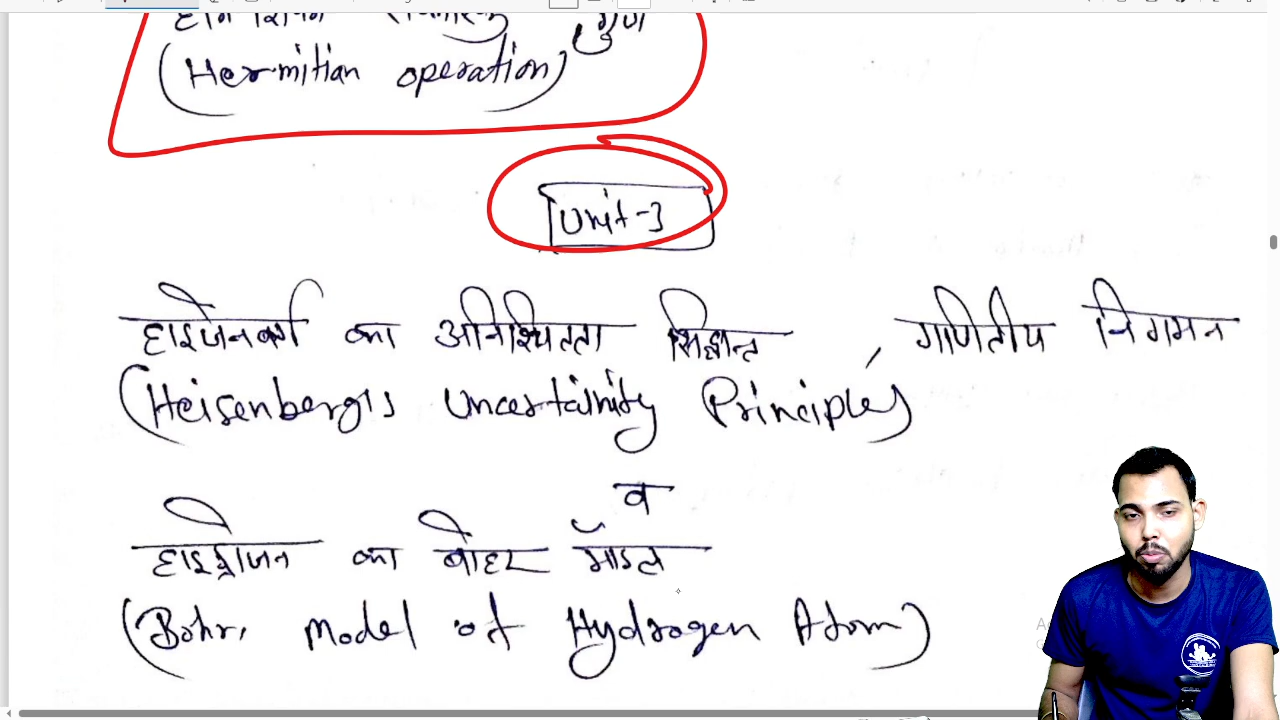 गुण
(Hermitian operation)
Unit-3
हाइजेनबर्ग का अनिश्चितता सिद्धान्त , गणितीय निगमन
(Heisenberg's Uncertainity Principle)
व
हाइड्रोजन का बोहर मॉडल
(Bohr, Model of Hydrogen Atom)